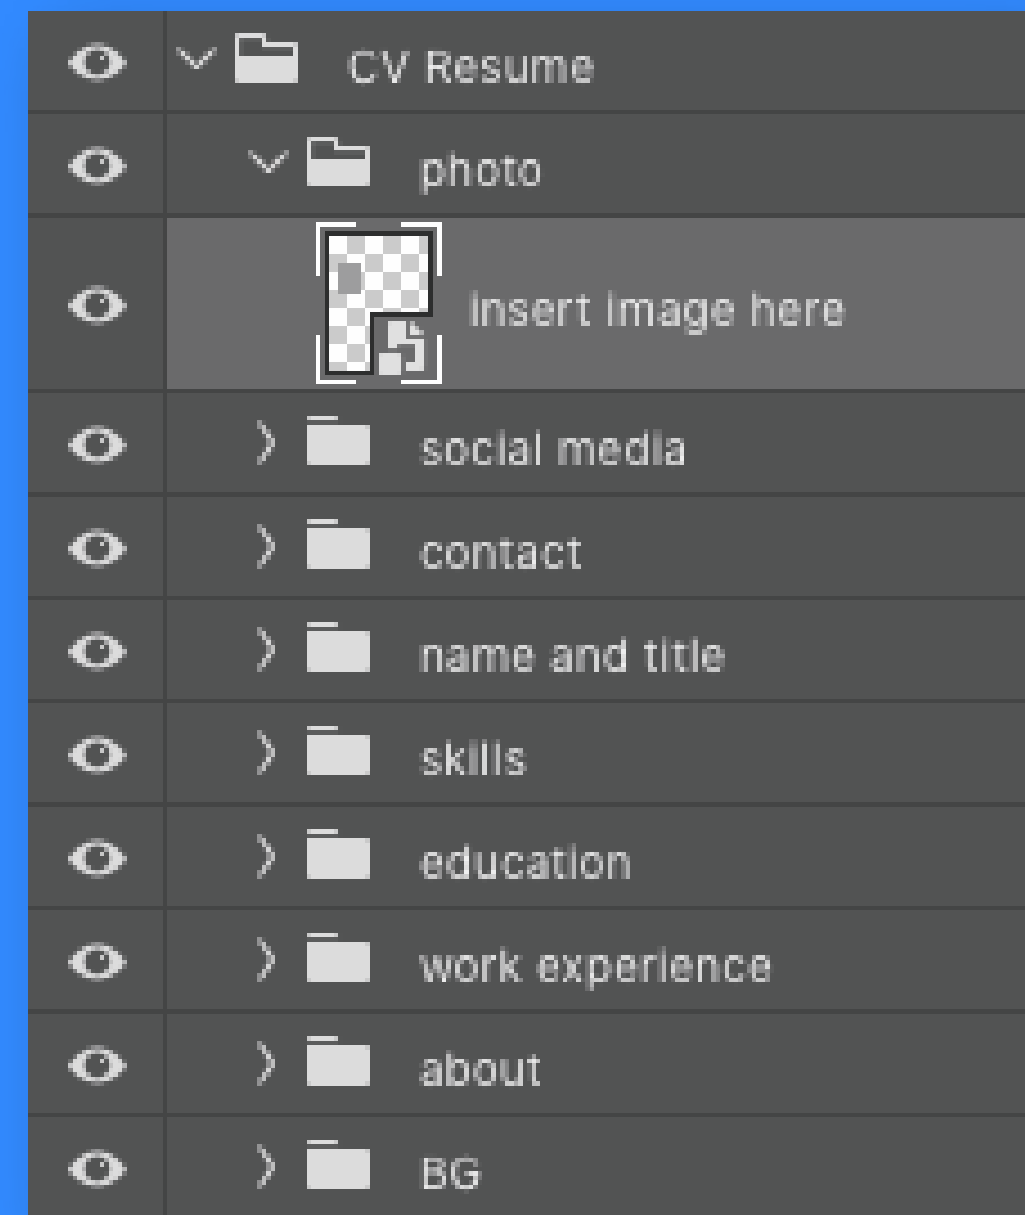 CV Resume
photo
insert image here
social media
contact
name and title
skills
education
work experience
about
BG